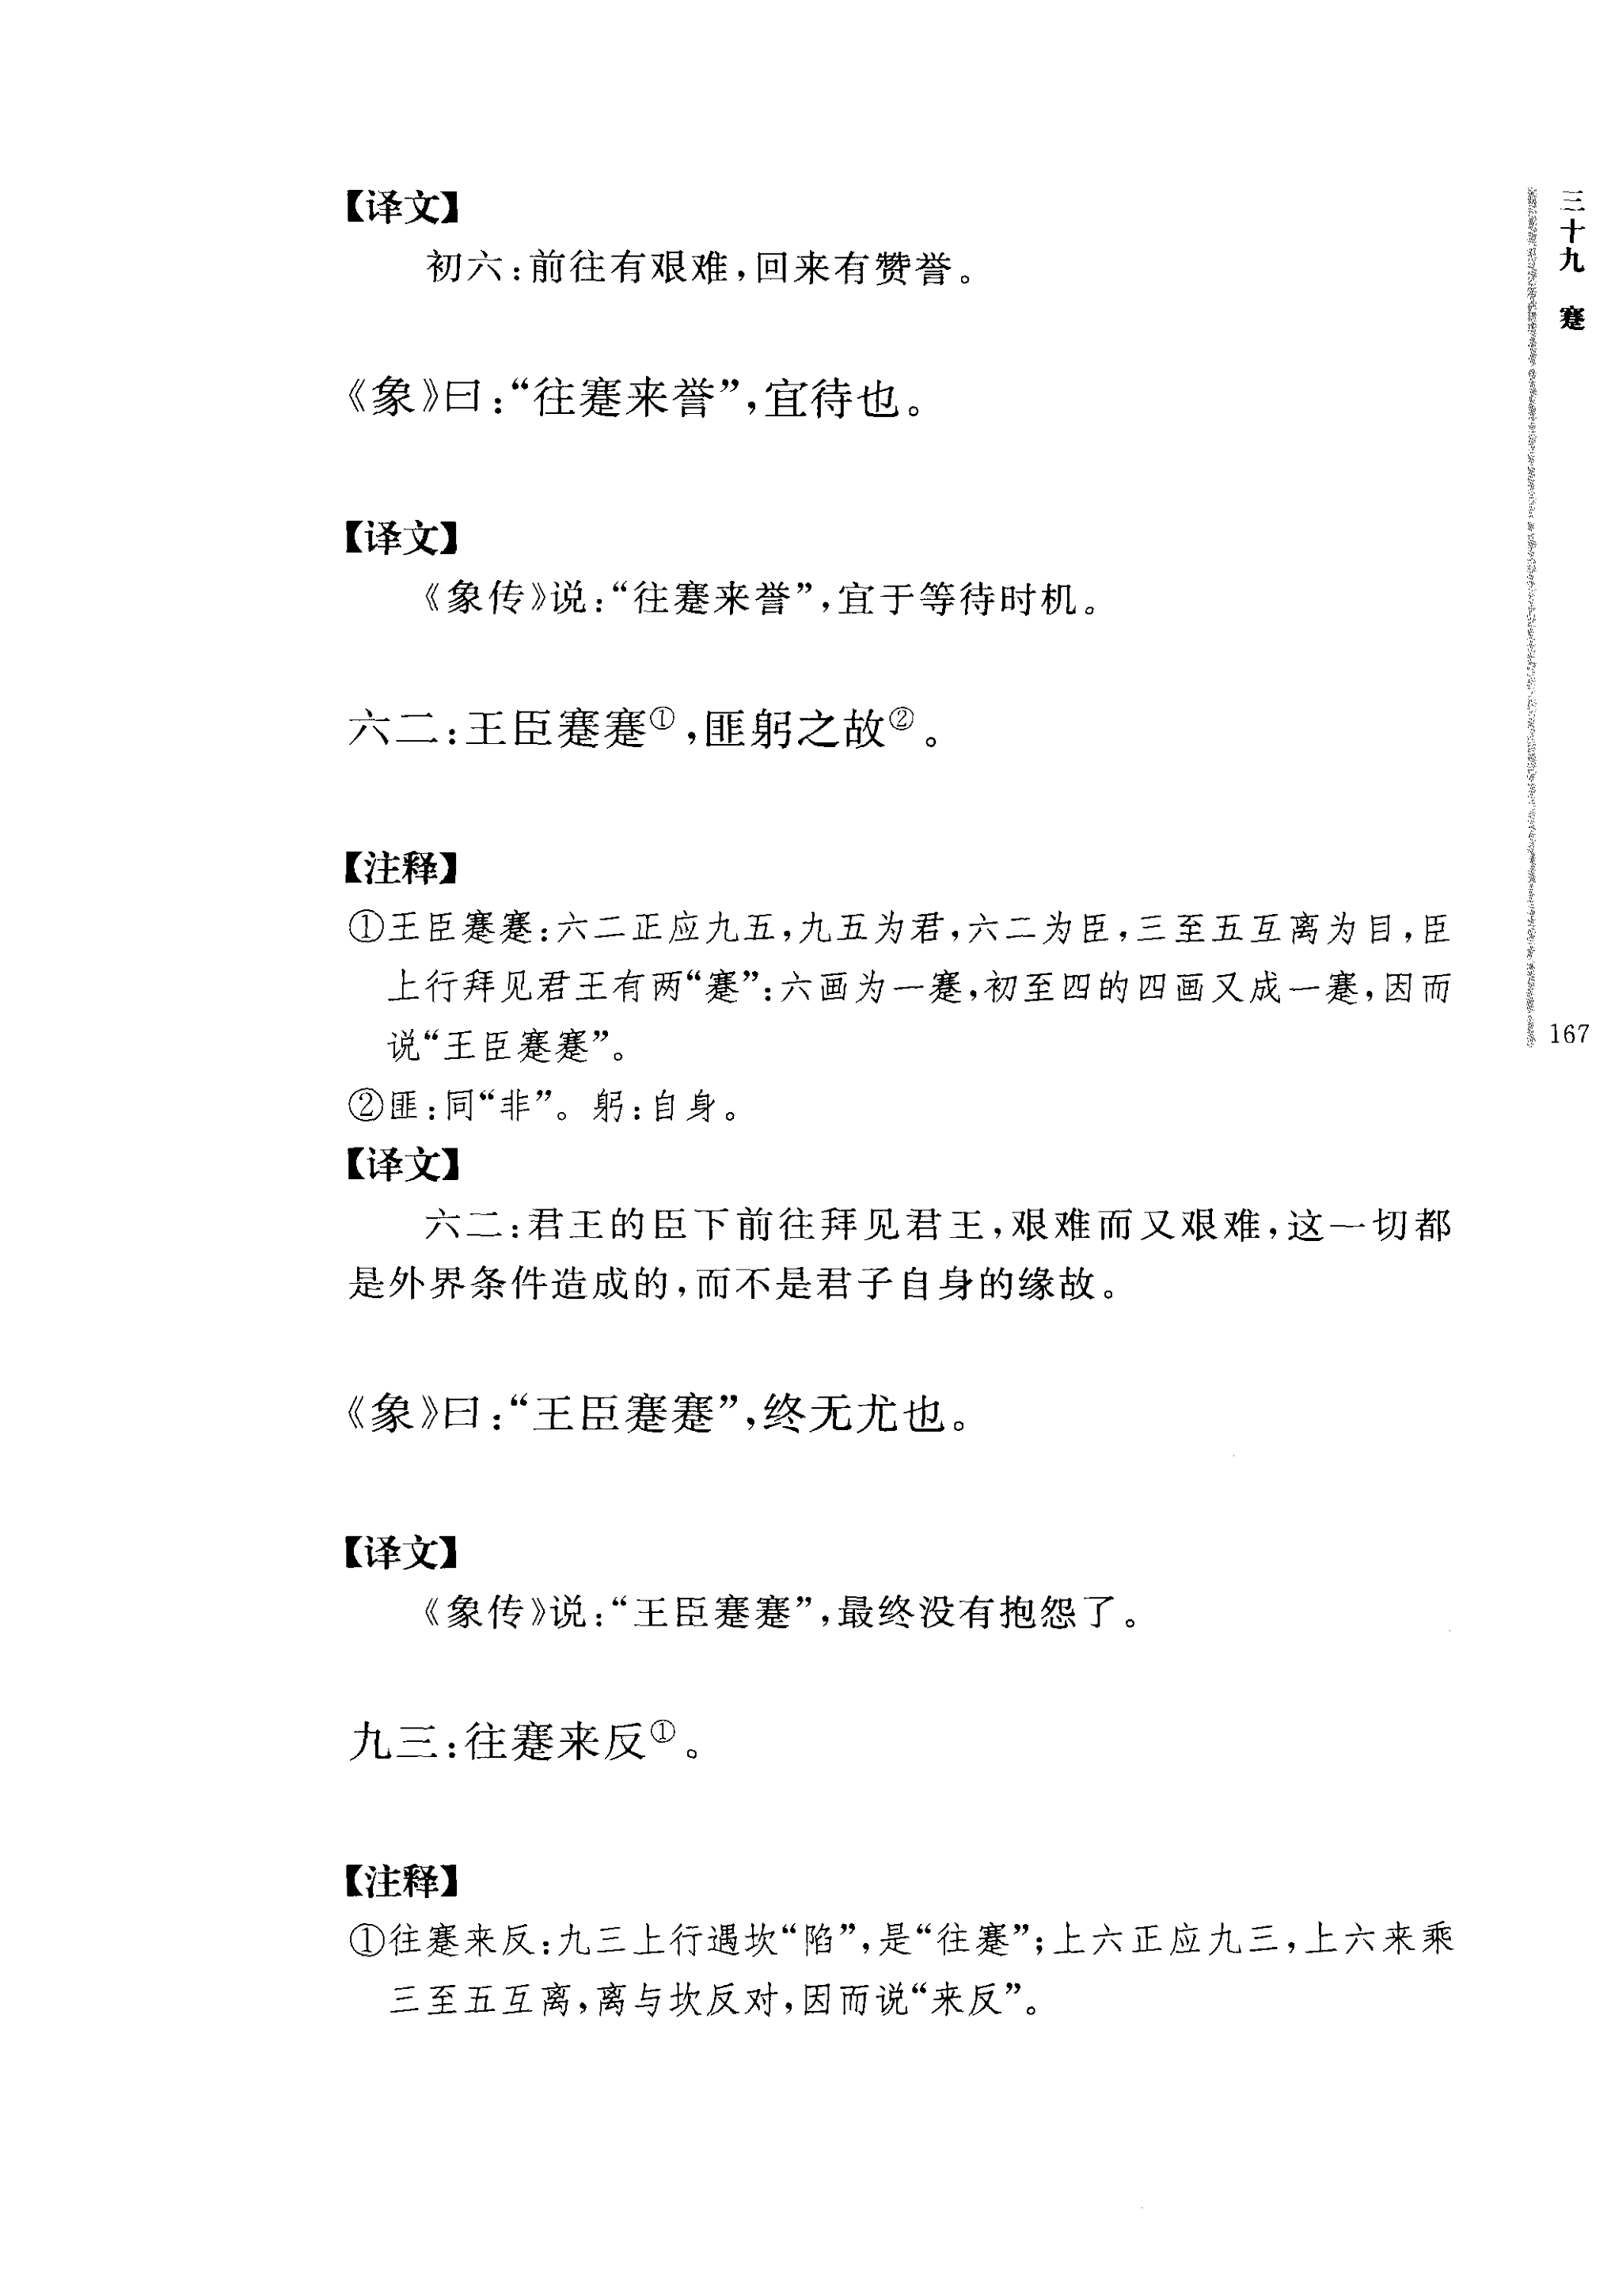 【译文】
初六：前往有艰难，回来有赞誉。
《象》曰：“往蹇来誉”，宜待也。
【译文】
《象传》说：“往蹇来誉”，宜于等待时机。
六二：王臣蹇蹇①，匪躬之故②。
【注释】
①王臣蹇蹇：六二正应九五，九五为君，六二为臣，三至五互离为目，臣
上行拜见君王有两“蹇”：六画为一蹇，初至四的四画又成一蹇，因而
说“王臣蹇蹇”。
②匪：同“非”。躬：自身。
【译文】
六二：君王的臣下前往拜见君王，艰难而又艰难，这一切都
是外界条件造成的，而不是君子自身的缘故。
《象》曰：“王臣蹇蹇”，终无尤也。
【译文】
《象传》说：“王臣蹇蹇”，最终没有抱怨了。
九三：往蹇来反①。
【注释】
①往蹇来反：九三上行遇坎“陷”，是“往蹇”；上六正应九三，上六来乘
三至五互离，离与坎反对，因而说“来反”。
三十九 蹇
167